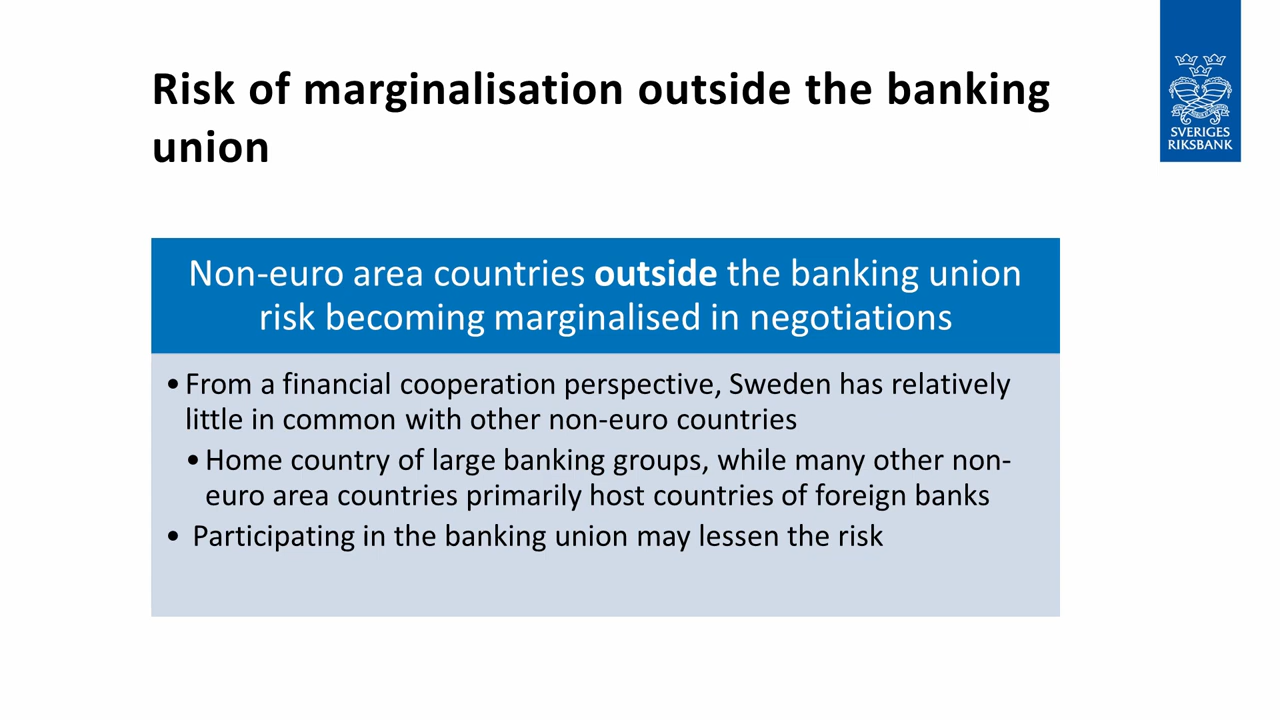 Risk of marginalisation outside the banking
union
SVERIGES
RIKSBANK
Non-euro area countries outside the banking union
risk becoming marginalised in negotiations
• From a financial cooperation perspective, Sweden has relatively
little in common with other non-euro countries
• Home country of large banking groups, while many other non-
euro area countries primarily host countries of foreign banks
• Participating in the banking union may lessen the risk